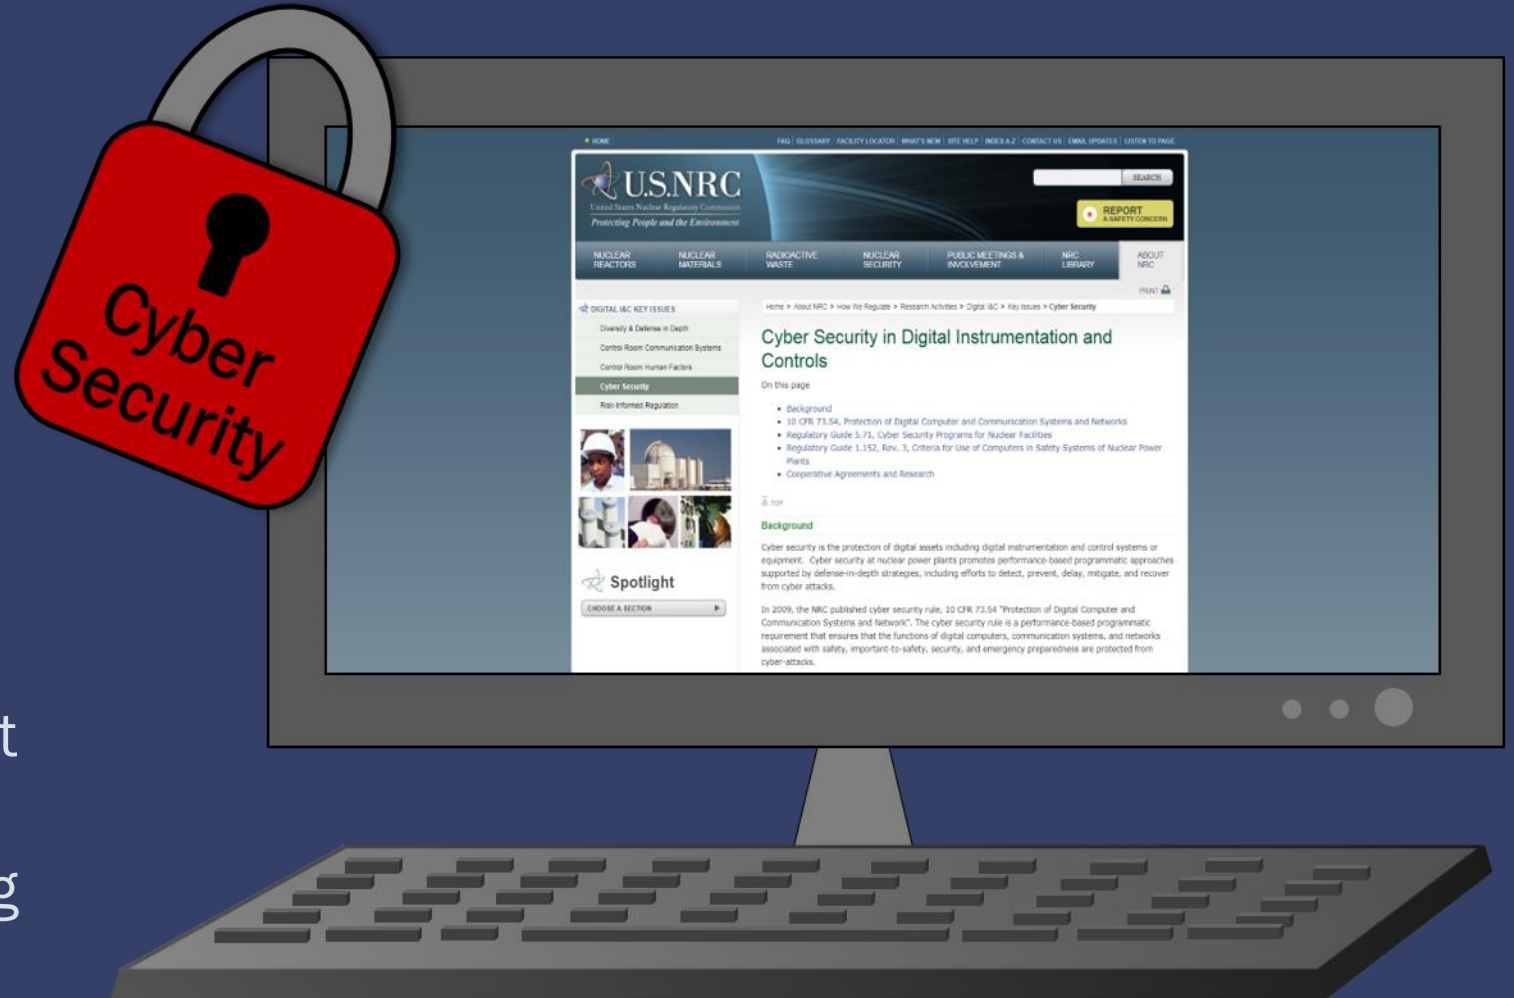 Cyber
Security
HOME
FAQ | GLOSSARY | FACILITY LOCATOR | WHAT'S NEW | SITE HELP | INDEX A-Z | CONTACT US | EMAIL UPDATES | LISTEN TO PAGE
U.S.NRC
United States Nuclear Regulatory Commission
Protecting People and the Environment
SEARCH
REPORT
A SAFETY CONCERN
NUCLEAR
REACTORS
NUCLEAR
MATERIALS
RADIOACTIVE
WASTE
NUCLEAR
SECURITY
PUBLIC MEETINGS &
INVOLVEMENT
NRC
LIBRARY
ABOUT
NRC
PRINT
DIGITAL I&C KEY ISSUES
Diversity & Defense in Depth
Control Room Communication Systems
Control Room Human Factors
Cyber Security
Risk-Informed Regulation
Spotlight
CHOOSE A SECTION
Home > About NRC > How We Regulate > Research Activities > Digital I&C > Key Issues > Cyber Security
Cyber Security in Digital Instrumentation and
Controls
On this page
• Background
• 10 CFR 73.54, Protection of Digital Computer and Communication Systems and Networks
• Regulatory Guide 5.71, Cyber Security Programs for Nuclear Facilities
• Regulatory Guide 1.152, Rev. 3, Criteria for Use of Computers in Safety Systems of Nuclear Power
Plants
• Cooperative Agreements and Research
TOP
Background
Cyber security is the protection of digital assets including digital instrumentation and control systems or
equipment. Cyber security at nuclear power plants promotes performance-based programmatic approaches
supported by defense-in-depth strategies, including efforts to detect, prevent, delay, mitigate, and recover
from cyber attacks.
In 2009, the NRC published cyber security rule, 10 CFR 73.54 "Protection of Digital Computer and
Communication Systems and Network". The cyber security rule is a performance-based programmatic
requirement that ensures that the functions of digital computers, communication systems, and networks
associated with safety, important-to-safety, security, and emergency preparedness are protected from
cyber-attacks.
t
g